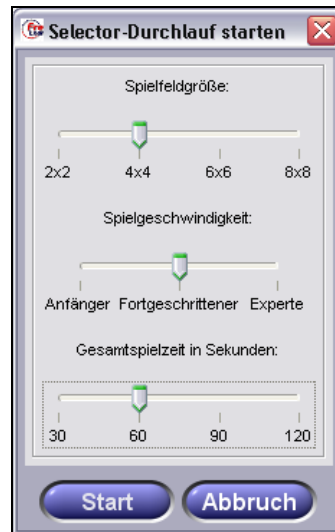 Selector-Durchlauf starten
Spielfeldgröße:
2x2 4x4 6x6 8x8
Spielgeschwindigkeit:
Anfänger Fortgeschrittener Experte
Gesamtspielzeit in Sekunden:
30 60 90 120
Start Abbruch